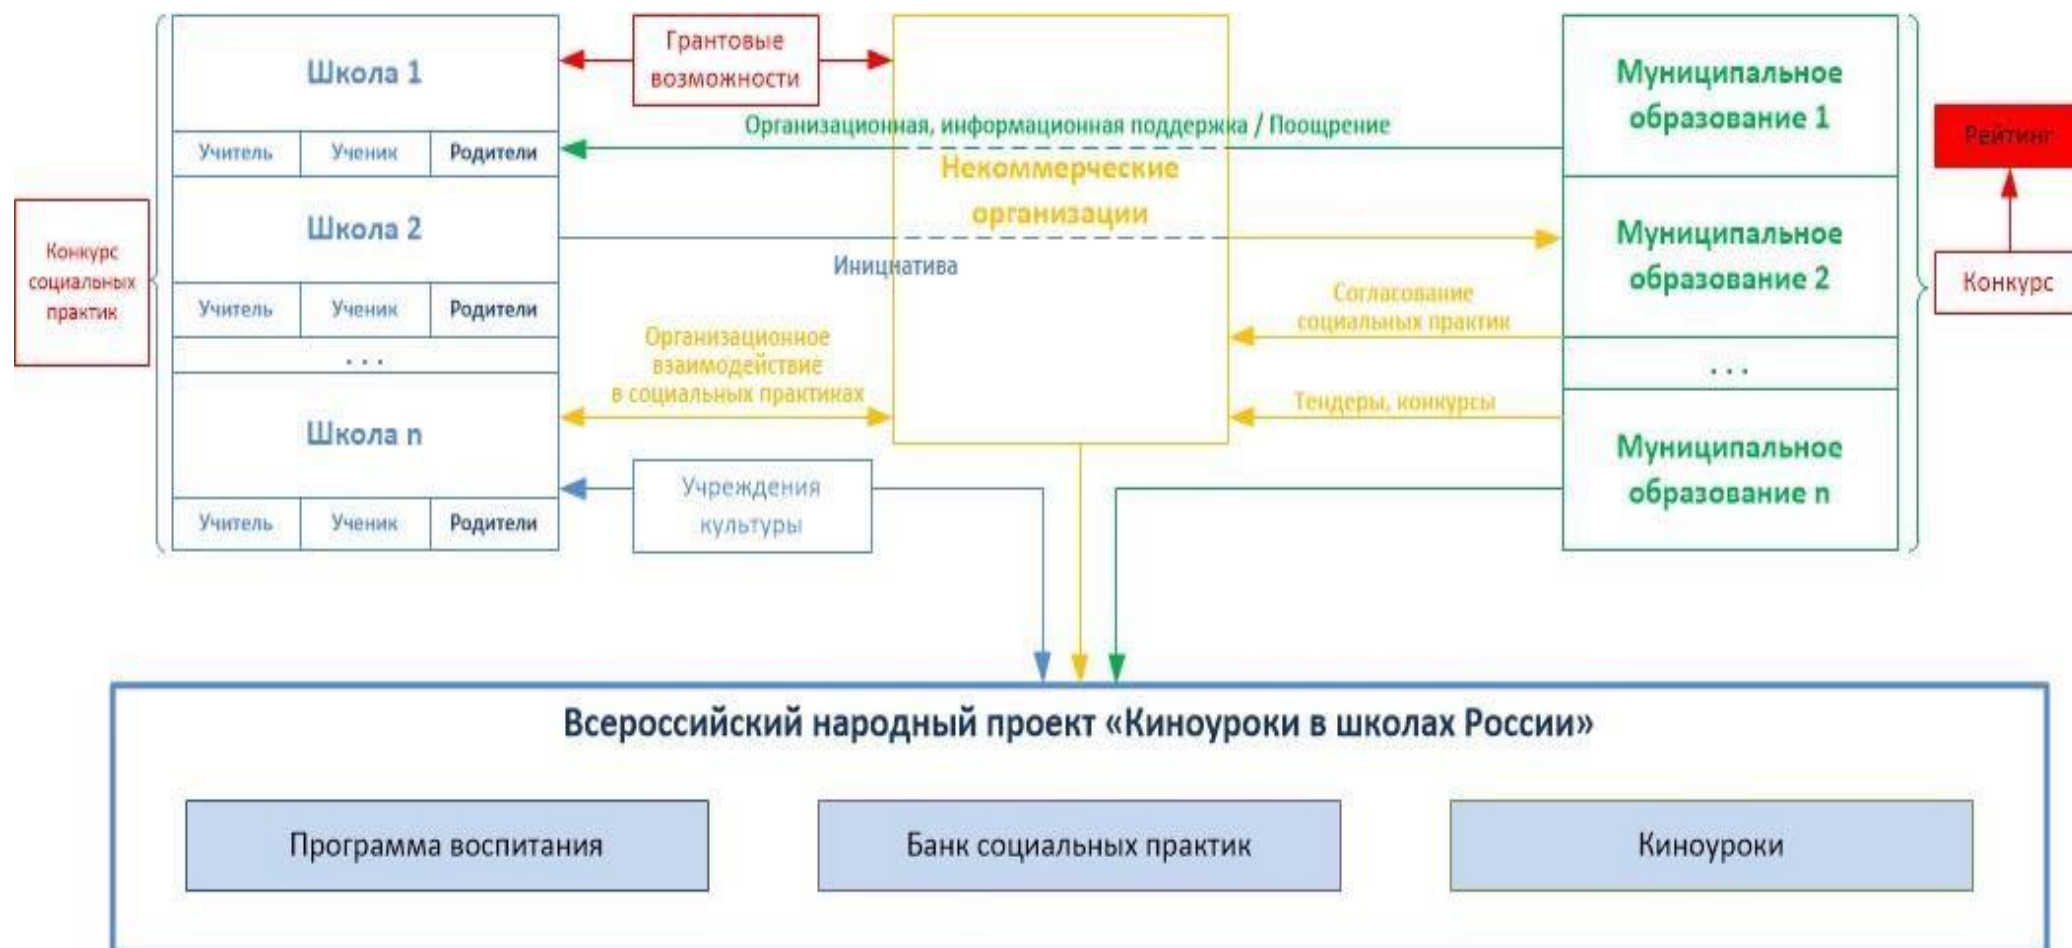 Конкурс
социальных
практик
Школа 1
Учитель Ученик Родители
Школа 2
Учитель Ученик Родители
. . .
Школа n
Учитель Ученик Родители
Грантовые
возможности
Организационная, информационная поддержка / Поощрение
Некоммерческие
организации
Инициатива
Организационное
взаимодействие
в социальных практиках
Согласование
социальных практик
Тендеры, конкурсы
Учреждения
культуры
Муниципальное
образование 1
Муниципальное
образование 2
. . .
Муниципальное
образование n
Рейтинг
Конкурс
Всероссийский народный проект «Киноуроки в школах России»
Программа воспитания
Банк социальных практик
Киноуроки